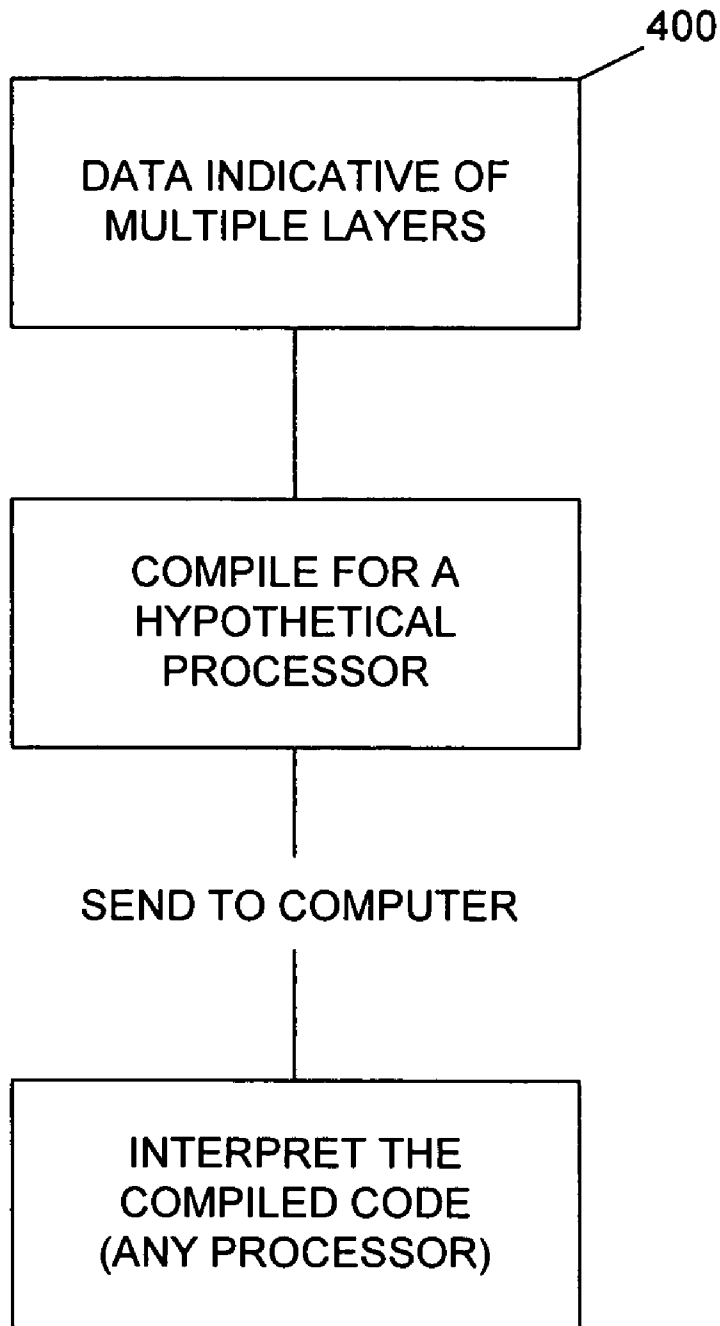 400
DATA INDICATIVE OF
MULTIPLE LAYERS
COMPILE FOR A
HYPOTHETICAL
PROCESSOR
SEND TO COMPUTER
INTERPRET THE
COMPILED CODE
(ANY PROCESSOR)